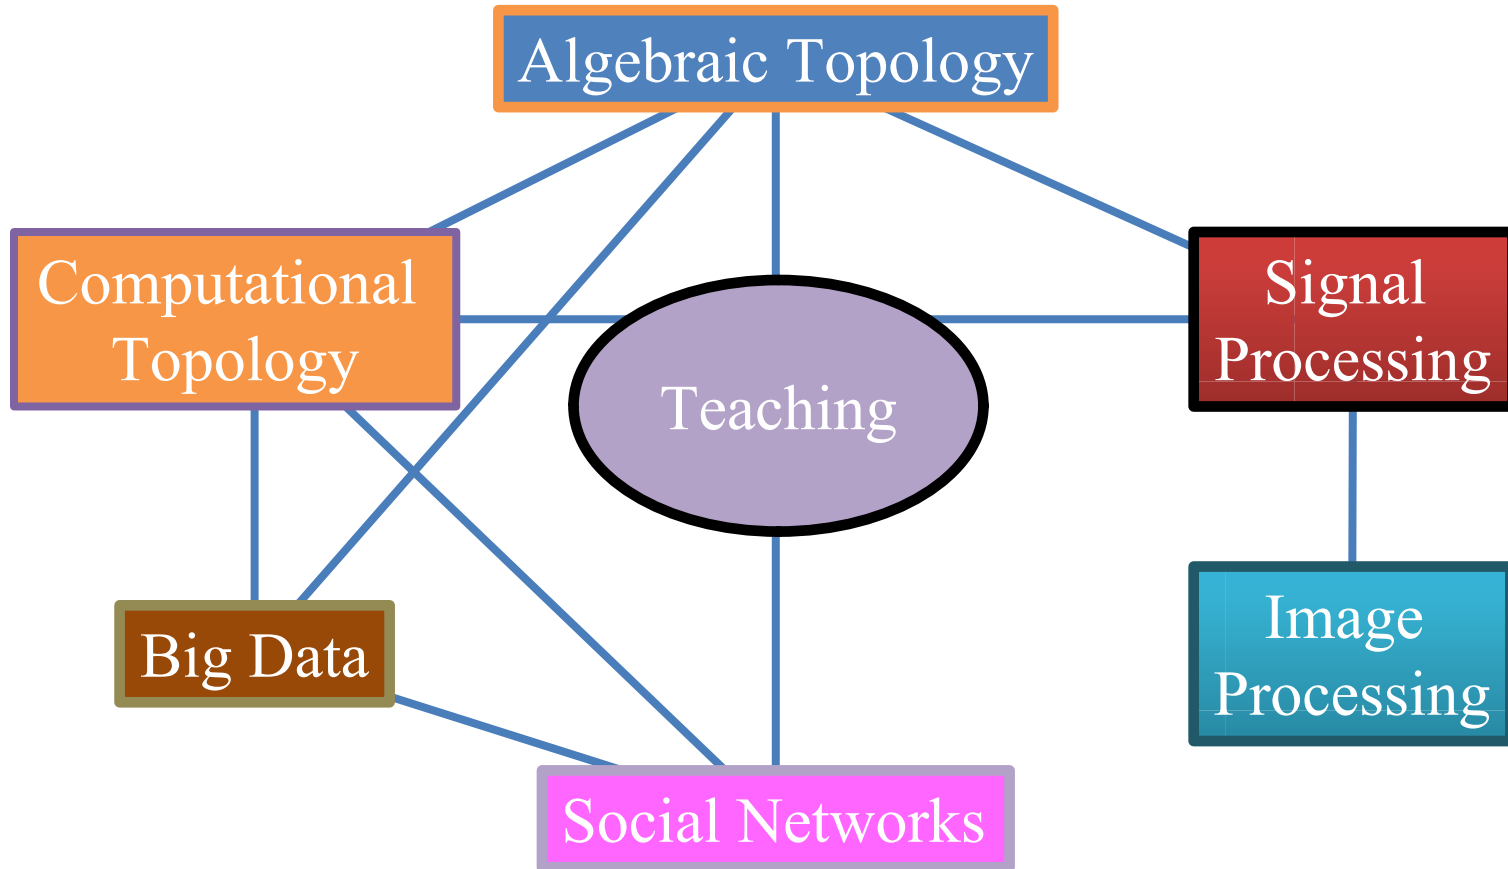 Algebraic Topology
Computational
Topology
Signal
Processing
Teaching
Big Data
Image
Processing
Social Networks